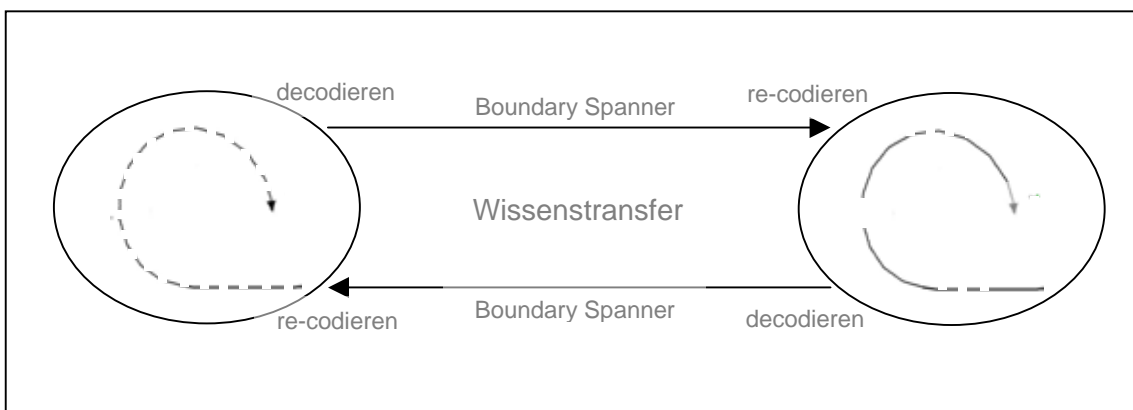 decodieren
Boundary Spanner
re-codieren
Wissenstransfer
re-codieren
Boundary Spanner
decodieren